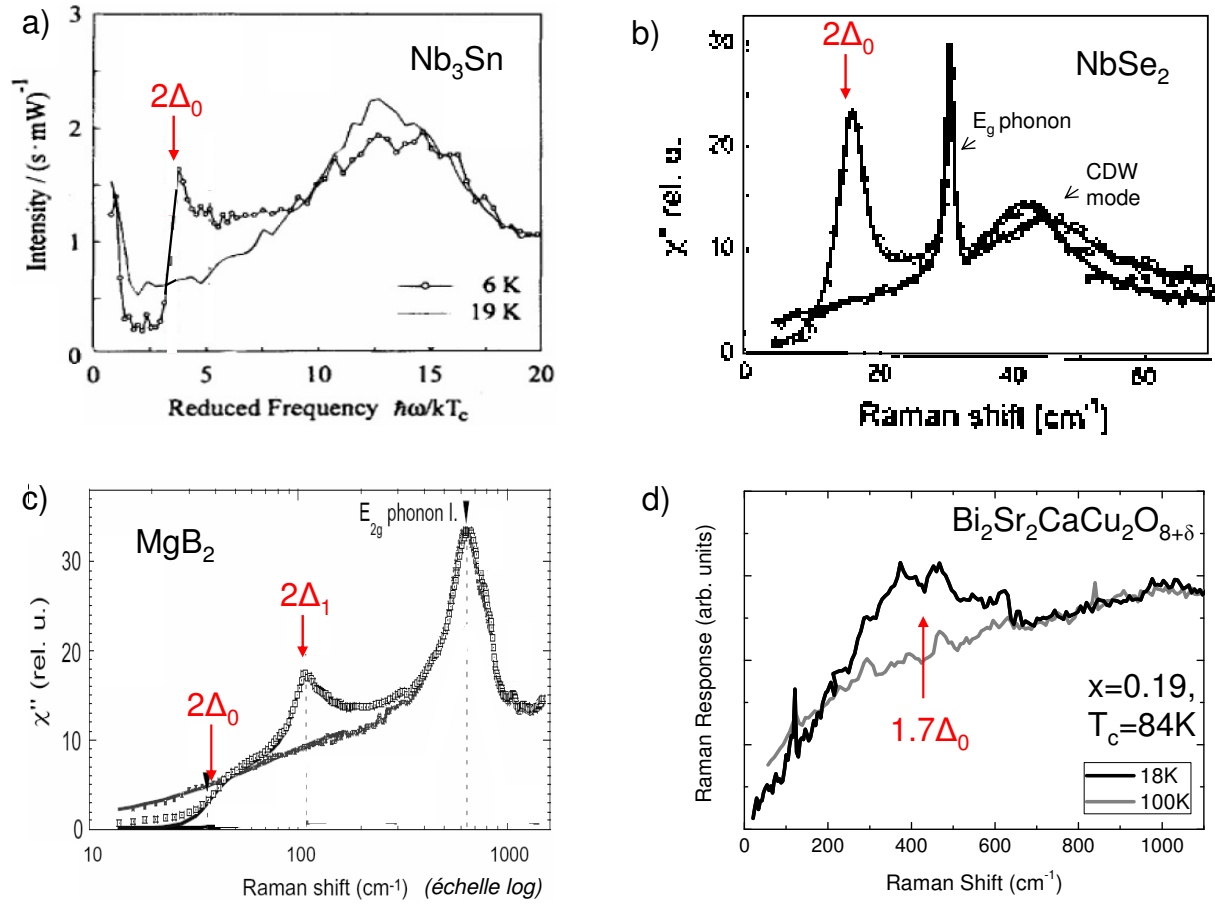 a)
Nb₃Sn
2Δ₀
Intensity / (s · mW)⁻¹
3
2
1
0
6 K
19 K
0 5 10 15 20
Reduced Frequency ħω/kTc
b)
NbSe₂
2Δ₀
E_g phonon
CDW
mode
χ" rel. u.
30
20
10
0
0 20 40 60
Raman shift [cm⁻¹]
c)
MgB₂
E₂g phonon I.
2Δ₁
2Δ₀
χ'' (rel. u.)
30
20
10
0
10 100 1000
Raman shift (cm⁻¹) (échelle log)
d)
Bi₂Sr₂CaCu₂O₈₊δ
Raman Response (arb. units)
x=0.19,
Tc=84K
1.7Δ₀
18K
100K
0 200 400 600 800 1000
Raman Shift (cm⁻¹)